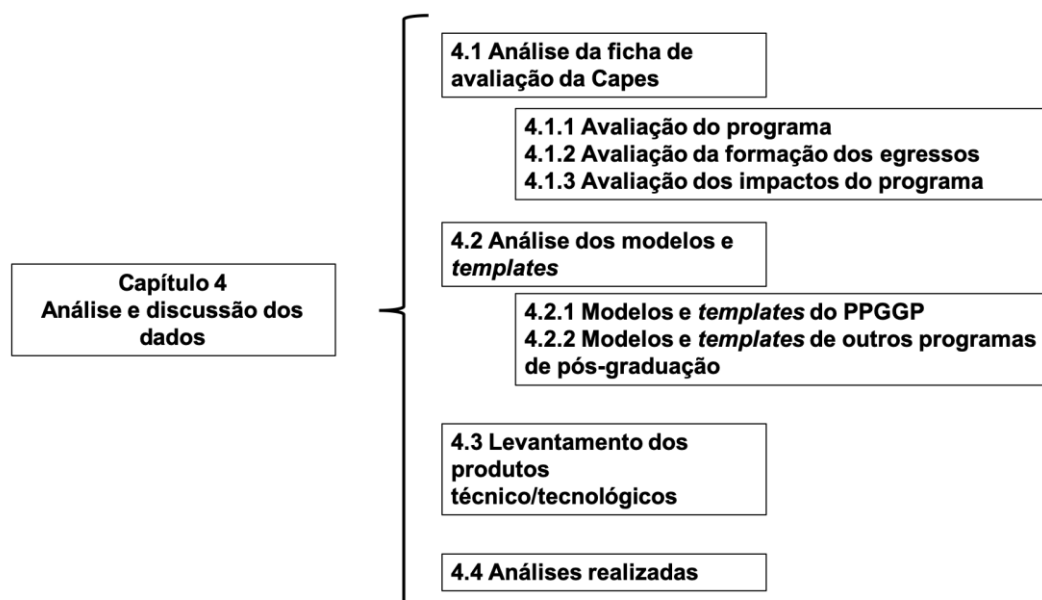 Capítulo 4
Análise e discussão dos
dados
4.1 Análise da ficha de
avaliação da Capes
4.1.1 Avaliação do programa
4.1.2 Avaliação da formação dos egressos
4.1.3 Avaliação dos impactos do programa
4.2 Análise dos modelos e
templates
4.2.1 Modelos e templates do PPGGP
4.2.2 Modelos e templates de outros programas
de pós-graduação
4.3 Levantamento dos
produtos
técnico/tecnológicos
4.4 Análises realizadas